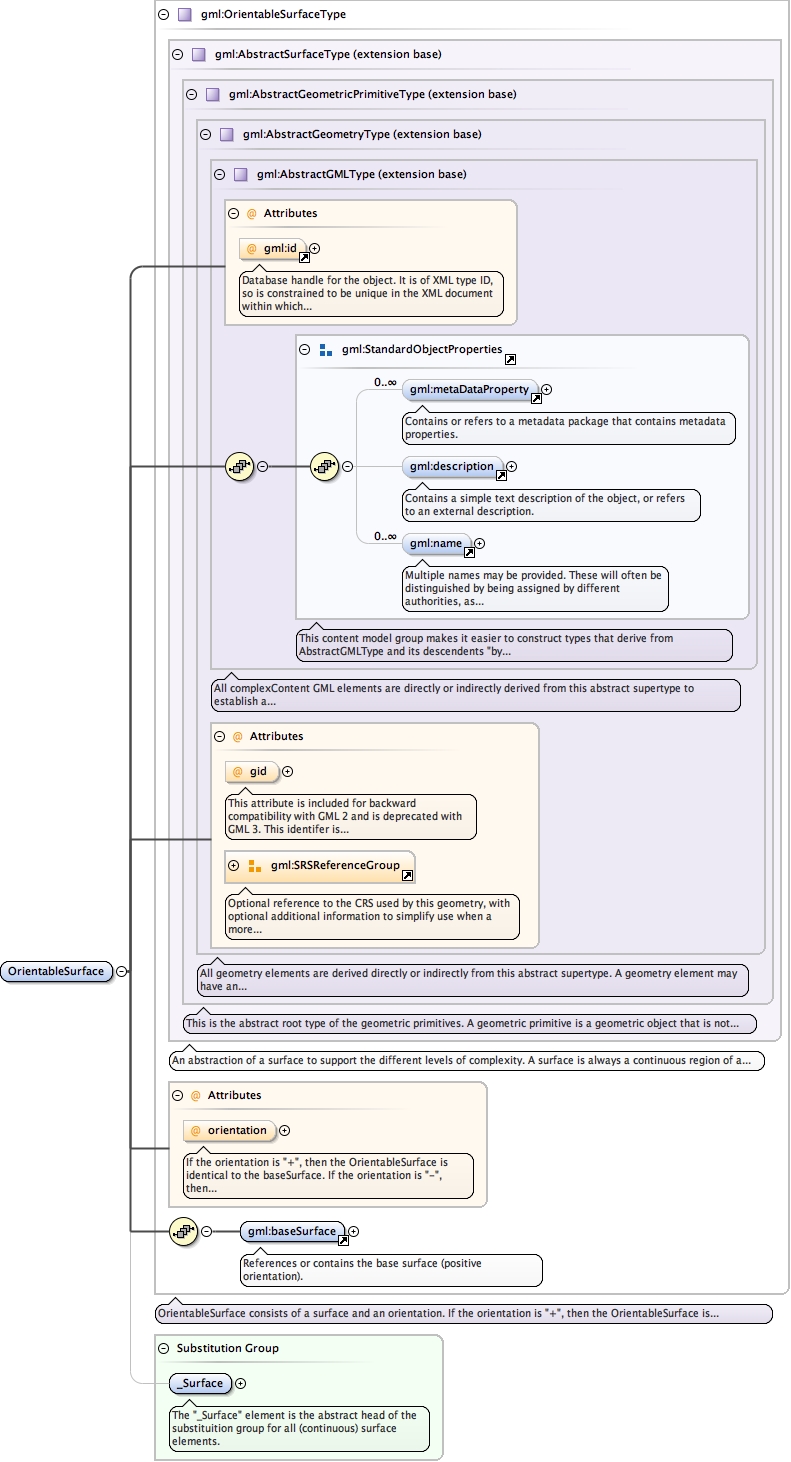 gml:OrientableSurfaceType
gml:AbstractSurfaceType (extension base)
gml:AbstractGeometricPrimitiveType (extension base)
gml:AbstractGeometryType (extension base)
gml:AbstractGMLType (extension base)
@ Attributes
@ gml:id
Database handle for the object. It is of XML type ID,
so is constrained to be unique in the XML document
within which...
gml:StandardObjectProperties
0..∞
gml:metaDataProperty
Contains or refers to a metadata package that contains metadata
properties.
gml:description
Contains a simple text description of the object, or refers
to an external description.
0..∞
gml:name
Multiple names may be provided. These will often be
distinguished by being assigned by different
authorities, as...
This content model group makes it easier to construct types that derive from
AbstractGMLType and its descendents "by...
All complexContent GML elements are directly or indirectly derived from this abstract supertype to
establish a...
@ Attributes
@ gid
This attribute is included for backward
compatibility with GML 2 and is deprecated with
GML 3. This identifer is...
gml:SRSReferenceGroup
Optional reference to the CRS used by this geometry, with
optional additional information to simplify use when a
more...
OrientableSurface
All geometry elements are derived directly or indirectly from this abstract supertype. A geometry element may
have an...
This is the abstract root type of the geometric primitives. A geometric primitive is a geometric object that is not...
An abstraction of a surface to support the different levels of complexity. A surface is always a continuous region of a...
@ Attributes
@ orientation
If the orientation is "+", then the OrientableSurface is
identical to the baseSurface. If the orientation is "-",
then...
gml:baseSurface
References or contains the base surface (positive
orientation).
OrientableSurface consists of a surface and an orientation. If the orientation is "+", then the OrientableSurface is...
Substitution Group
_Surface
The "_Surface" element is the abstract head of the
substituition group for all (continuous) surface
elements.